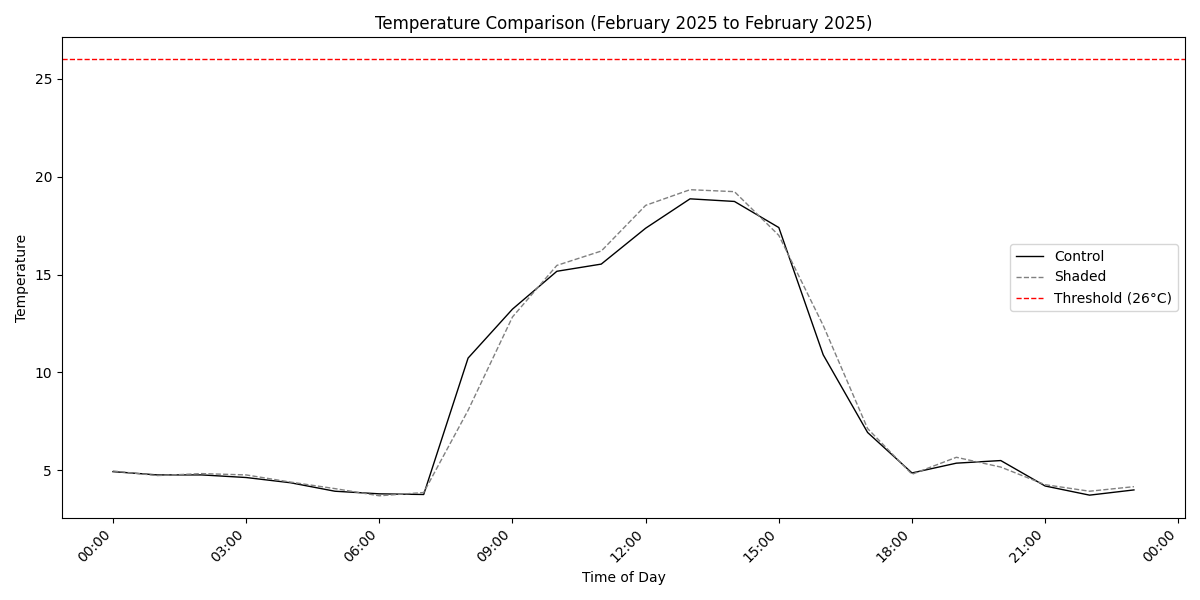 Temperature Comparison (February 2025 to February 2025)
Temperature
25
20
15
10
5
Control
Shaded
Threshold (26°C)
00:00
03:00
06:00
09:00
12:00
15:00
18:00
21:00
00:00
Time of Day